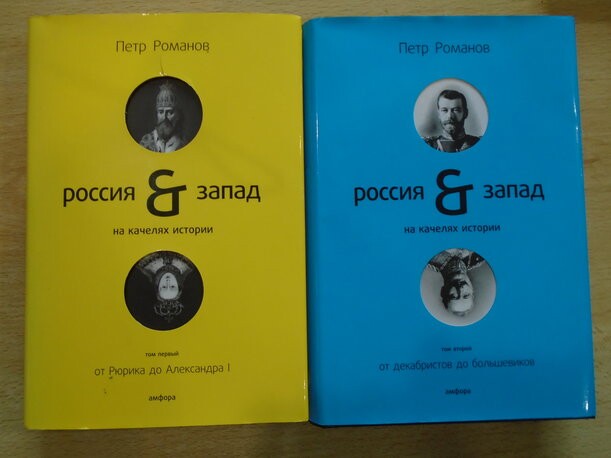 Петр Романов
россия & запад
на качелях истории
том первый
от Рюрика до Александра I
амфора
Петр Романов
россия & запад
на качелях истории
том второй
от декабристов до большевиков
амфора